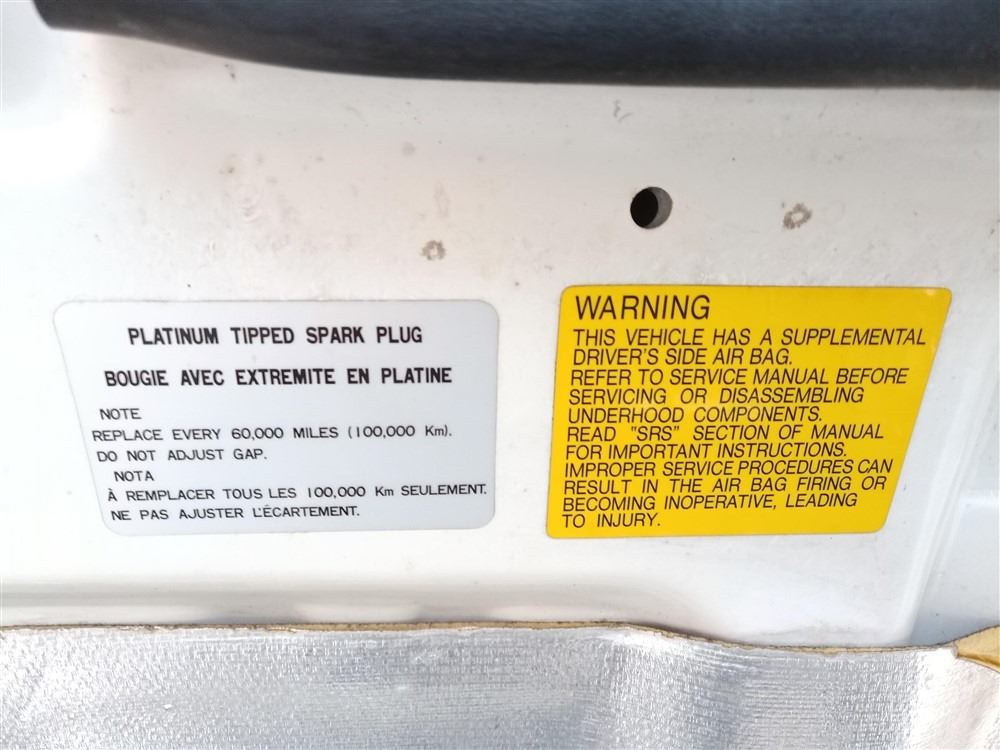 PLATINUM TIPPED SPARK PLUG
BOUGIE AVEC EXTREMITE EN PLATINE
NOTE
REPLACE EVERY 60,000 MILES (100,000 Km).
DO NOT ADJUST GAP.
NOTA
À REMPLACER TOUS LES 100,000 Km SEULEMENT.
NE PAS AJUSTER L'ÉCARTEMENT.
WARNING
THIS VEHICLE HAS A SUPPLEMENTAL
DRIVER'S SIDE AIR BAG.
REFER TO SERVICE MANUAL BEFORE
SERVICING OR DISASSEMBLING
UNDERHOOD COMPONENTS.
READ "SRS" SECTION OF MANUAL
FOR IMPORTANT INSTRUCTIONS.
IMPROPER SERVICE PROCEDURES CAN
RESULT IN THE AIR BAG FIRING OR
BECOMING INOPERATIVE, LEADING
TO INJURY.